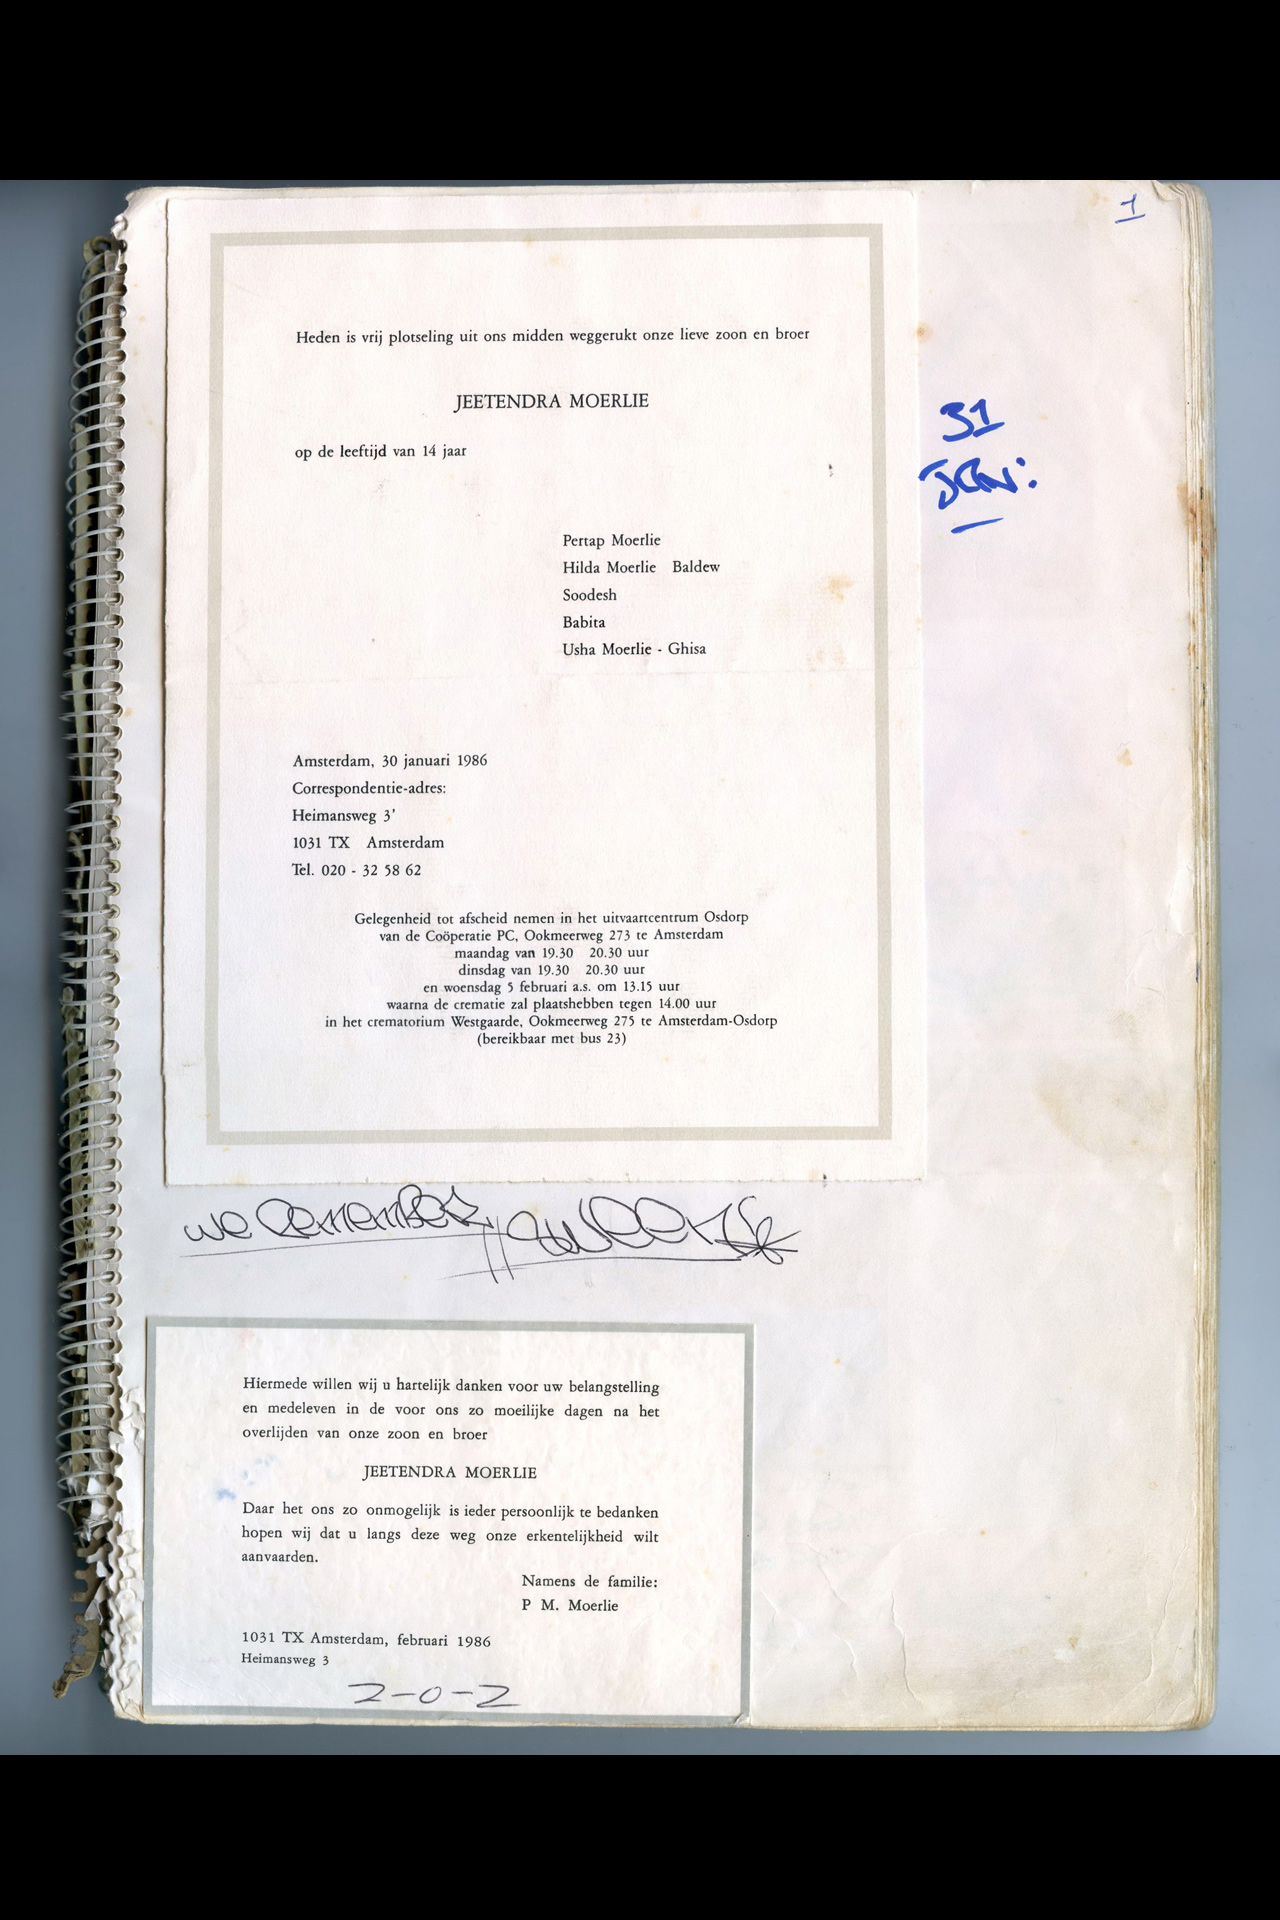 1
Heden is vrij plotseling uit ons midden weggerukt onze lieve zoon en broer
JEETENDRA MOERLIE
op de leeftijd van 14 jaar
31
JAN:
Pertap Moerlie
Hilda Moerlie Baldew
Soodesh
Babita
Usha Moerlie - Ghisa
Amsterdam, 30 januari 1986
Correspondentie-adres:
Heimansweg 3'
1031 TX Amsterdam
Tel. 020 - 32 58 62
Gelegenheid tot afscheid nemen in het uitvaartcentrum Osdorp
van de Coöperatie PC, Ookmeerweg 273 te Amsterdam
maandag van 19.30 20.30 uur
dinsdag van 19.30 20.30 uur
en woensdag 5 februari a.s. om 13.15 uur
waarna de crematie zal plaatshebben tegen 14.00 uur
in het crematorium Westgaarde, Ookmeerweg 275 te Amsterdam-Osdorp
(bereikbaar met bus 23)
we REMEMBER
Hiermede willen wij u hartelijk danken voor uw belangstelling
en medeleven in de voor ons zo moeilijke dagen na het
overlijden van onze zoon en broer
JEETENDRA MOERLIE
Daar het ons zo onmogelijk is ieder persoonlijk te bedanken
hopen wij dat u langs deze weg onze erkentelijkheid wilt
aanvaarden.
Namens de familie:
P M. Moerlie
1031 TX Amsterdam, februari 1986
Heimansweg 3
2-0-2